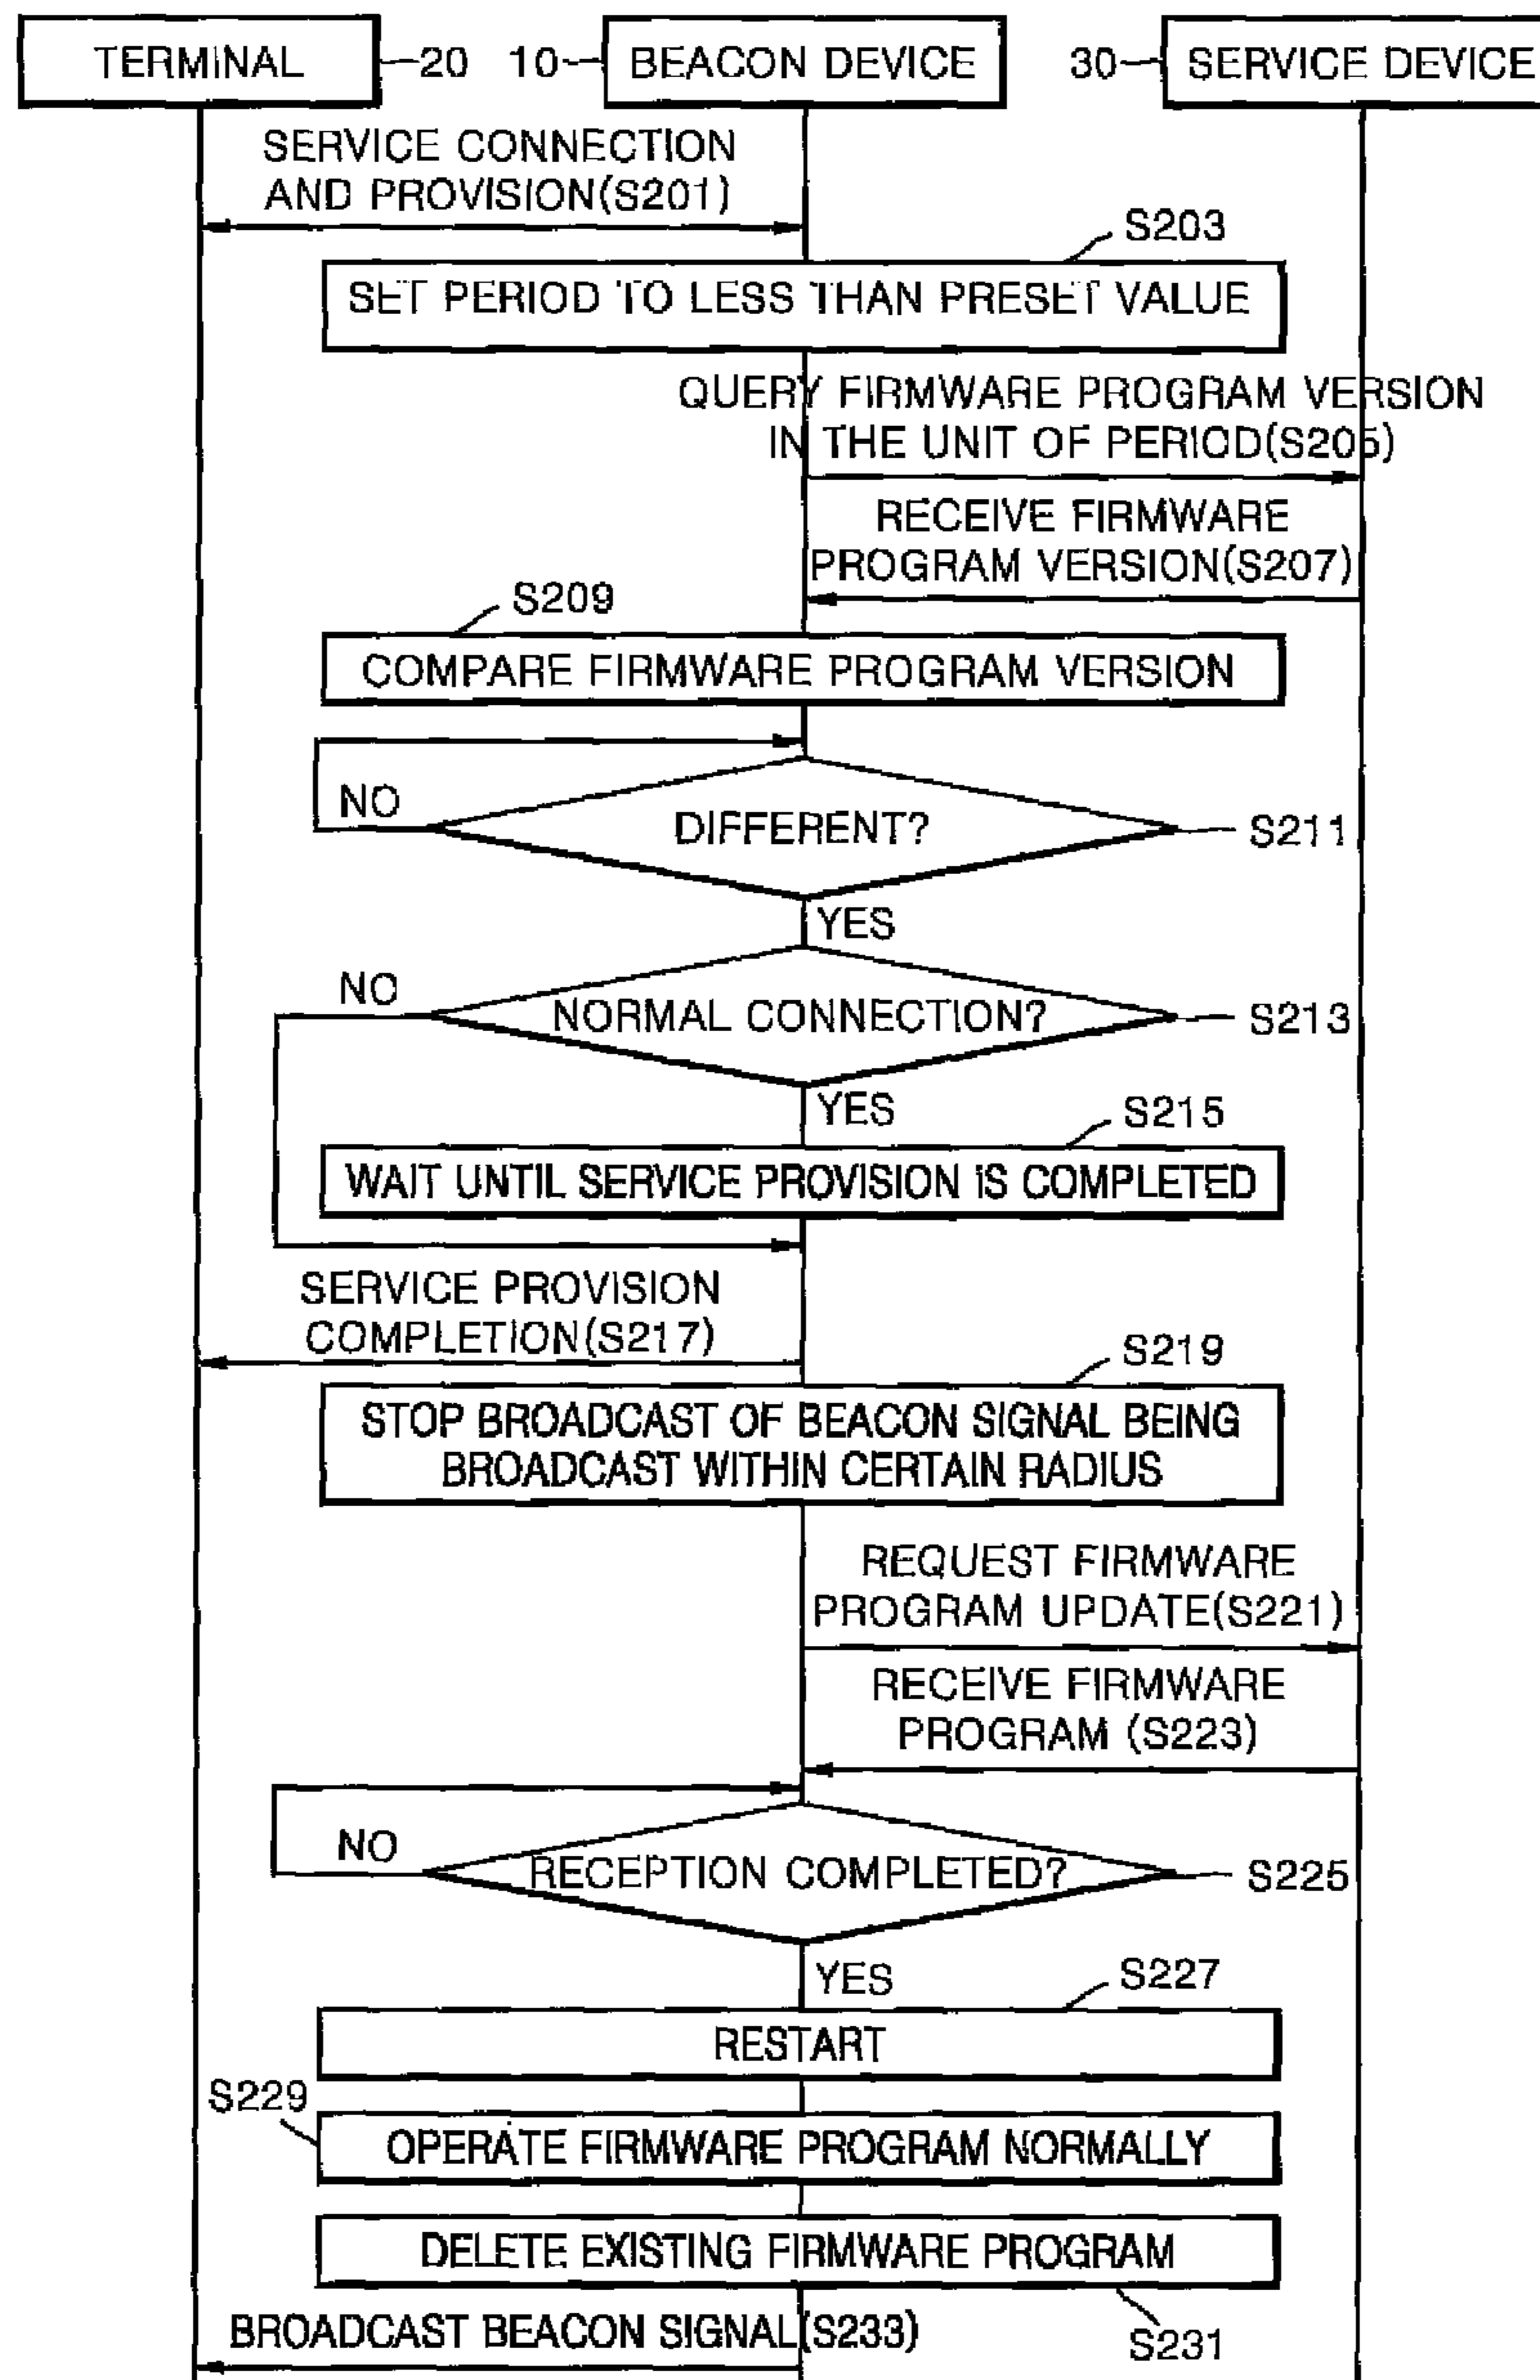 TERMINAL
20
10
BEACON DEVICE
30
SERVICE DEVICE
SERVICE CONNECTION
AND PROVISION(S201)
S203
SET PERIOD TO LESS THAN PRESET VALUE
QUERY FIRMWARE PROGRAM VERSION
IN THE UNIT OF PERIOD(S205)
RECEIVE FIRMWARE
PROGRAM VERSION(S207)
S209
COMPARE FIRMWARE PROGRAM VERSION
NO
DIFFERENT?
S211
YES
NO
NORMAL CONNECTION?
S213
YES
S215
WAIT UNTIL SERVICE PROVISION IS COMPLETED
SERVICE PROVISION
COMPLETION(S217)
S219
STOP BROADCAST OF BEACON SIGNAL BEING
BROADCAST WITHIN CERTAIN RADIUS
REQUEST FIRMWARE
PROGRAM UPDATE(S221)
RECEIVE FIRMWARE
PROGRAM (S223)
NO
RECEPTION COMPLETED?
S225
YES
S227
RESTART
S229
OPERATE FIRMWARE PROGRAM NORMALLY
DELETE EXISTING FIRMWARE PROGRAM
BROADCAST BEACON SIGNAL(S233)
S231